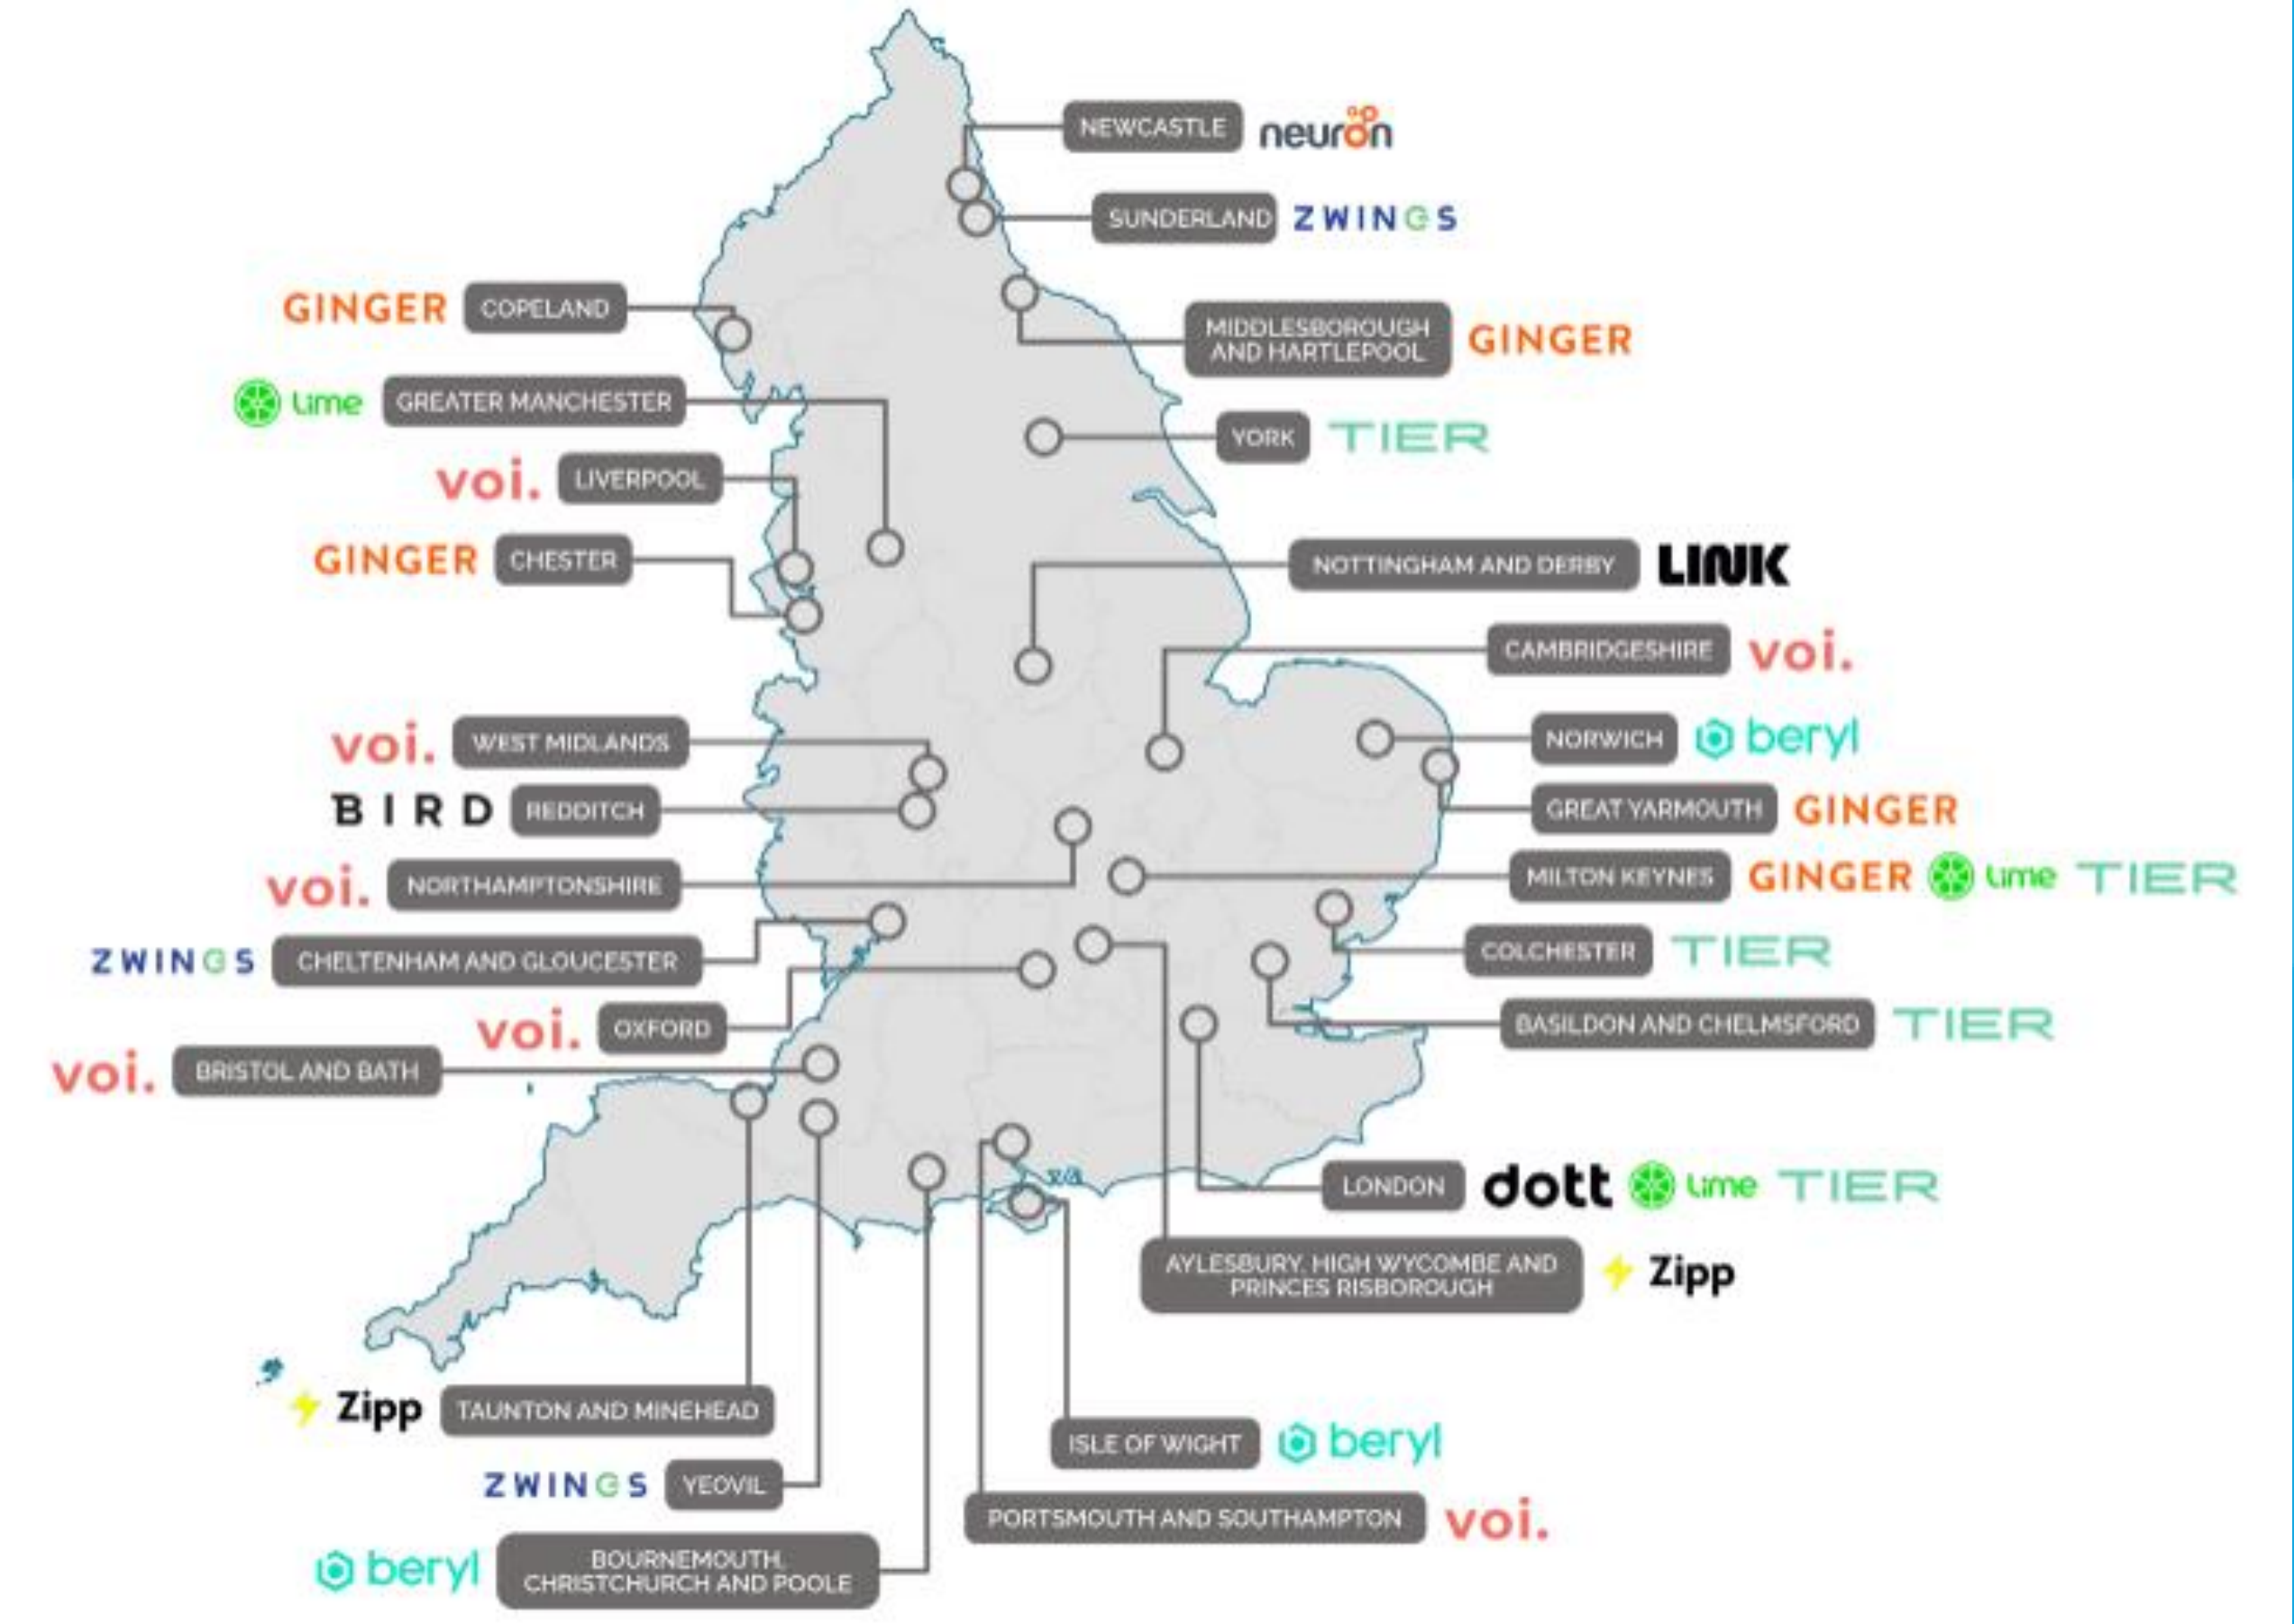 NEWCASTLE neuron
SUNDERLAND ZWINGS
GINGER COPELAND
MIDDLESBOROUGH
AND HARTLEPOOL GINGER
lime GREATER MANCHESTER
YORK TIER
voi. LIVERPOOL
GINGER CHESTER
NOTTINGHAM AND DERBY LINK
CAMBRIDGESHIRE voi.
voi. WEST MIDLANDS
NORWICH beryl
BIRD REDDITCH
GREAT YARMOUTH GINGER
voi. NORTHAMPTONSHIRE
MILTON KEYNES GINGER lime TIER
ZWINGS CHELTENHAM AND GLOUCESTER
COLCHESTER TIER
voi. OXFORD
BASILDON AND CHELMSFORD TIER
voi. BRISTOL AND BATH
LONDON dott lime TIER
AYLESBURY, HIGH WYCOMBE AND
PRINCES RISBOROUGH Zipp
Zipp TAUNTON AND MINEHEAD
ISLE OF WIGHT beryl
ZWINGS YEOVIL
PORTSMOUTH AND SOUTHAMPTON voi.
beryl BOURNEMOUTH,
CHRISTCHURCH AND POOLE